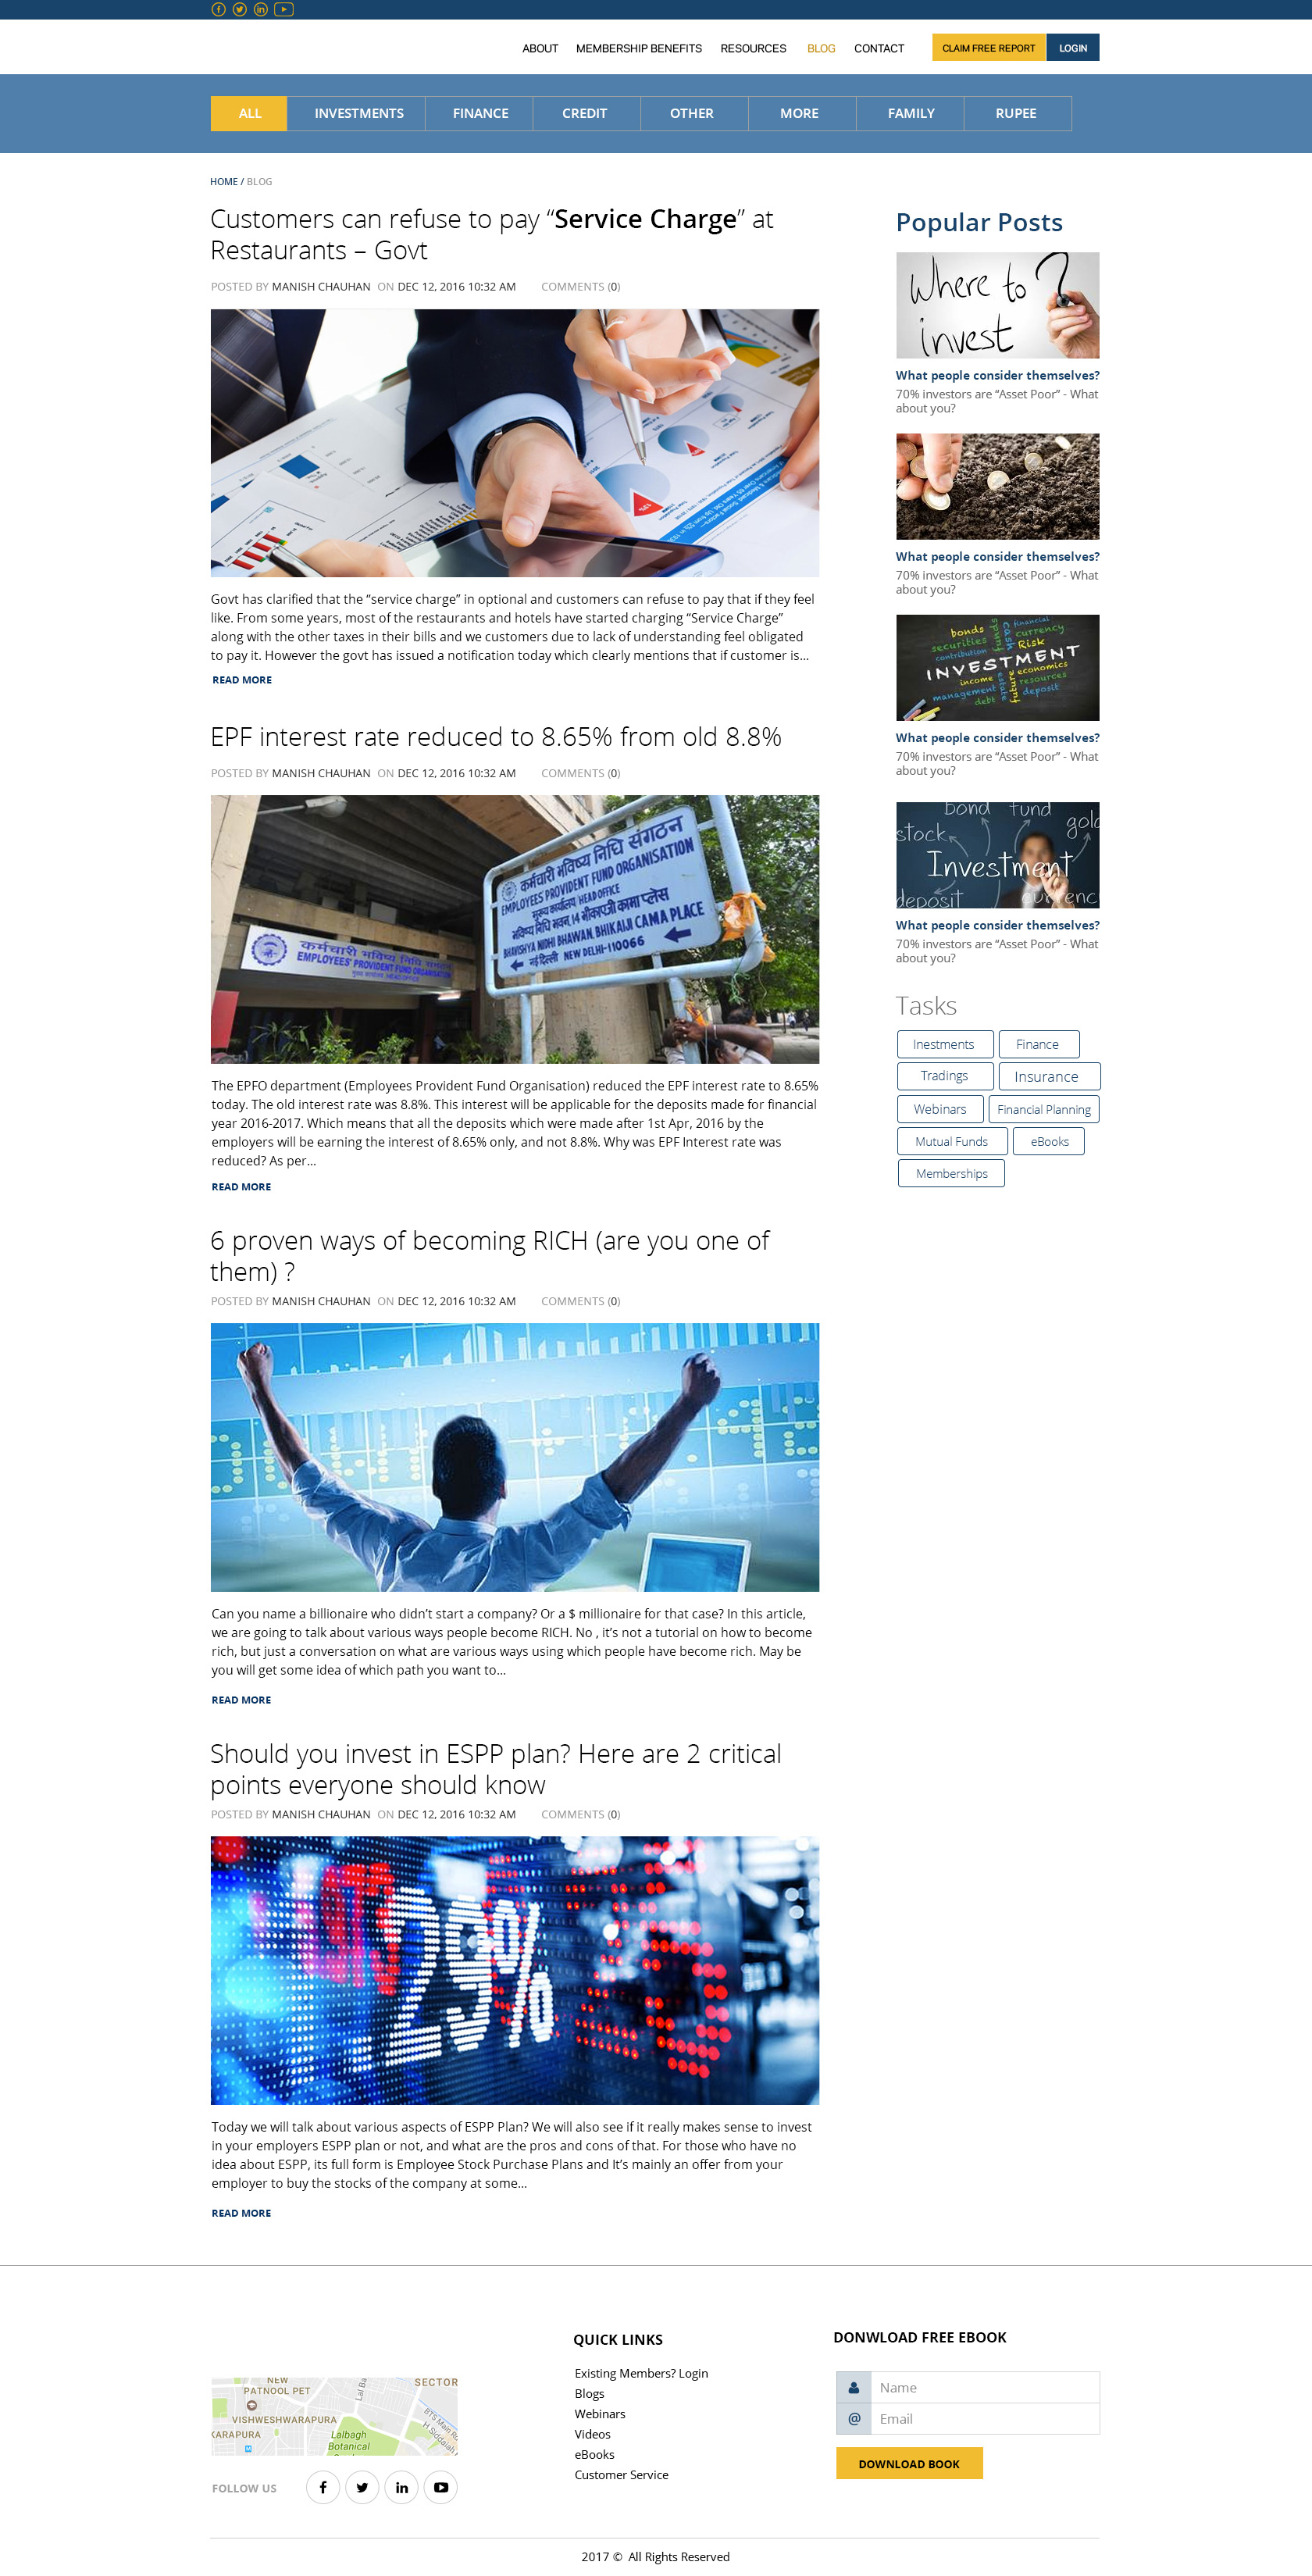 ABOUT MEMBERSHIP BENEFITS RESOURCES BLOG CONTACT CLAIM FREE REPORT LOGIN
ALL INVESTMENTS FINANCE CREDIT OTHER MORE FAMILY RUPEE
HOME / BLOG
Customers can refuse to pay “Service Charge” at
Restaurants – Govt
POSTED BY MANISH CHAUHAN ON DEC 12, 2016 10:32 AM COMMENTS (0)
Govt has clarified that the “service charge” in optional and customers can refuse to pay that if they feel
like. From some years, most of the restaurants and hotels have started charging “Service Charge”
along with the other taxes in their bills and we customers due to lack of understanding feel obligated
to pay it. However the govt has issued a notification today which clearly mentions that if customer is...
READ MORE
EPF interest rate reduced to 8.65% from old 8.8%
POSTED BY MANISH CHAUHAN ON DEC 12, 2016 10:32 AM COMMENTS (0)
कर्मचारी भविष्य निधि संगठन
EMPLOYEES' PROVIDENT FUND ORGANISATION
कर्मचारी भविष्य निधि संगठन
EMPLOYEES PROVIDENT FUND ORGANISATION
मुख्य कार्यालय/HEAD OFFICE
भविष्य निधि भवन, 14 भीकाएजी कामा प्लेस
BHAVISHYA NIDHI BHAWAN, BHIKAIJI CAMA PLACE
नई दिल्ली NEW DELHI-110066
The EPFO department (Employees Provident Fund Organisation) reduced the EPF interest rate to 8.65%
today. The old interest rate was 8.8%. This interest will be applicable for the deposits made for financial
year 2016-2017. Which means that all the deposits which were made after 1st Apr, 2016 by the
employers will be earning the interest of 8.65% only, and not 8.8%. Why was EPF Interest rate was
reduced? As per...
READ MORE
6 proven ways of becoming RICH (are you one of
them) ?
POSTED BY MANISH CHAUHAN ON DEC 12, 2016 10:32 AM COMMENTS (0)
Can you name a billionaire who didn’t start a company? Or a $ millionaire for that case? In this article,
we are going to talk about various ways people become RICH. No , it’s not a tutorial on how to become
rich, but just a conversation on what are various ways using which people have become rich. May be
you will get some idea of which path you want to...
READ MORE
Should you invest in ESPP plan? Here are 2 critical
points everyone should know
POSTED BY MANISH CHAUHAN ON DEC 12, 2016 10:32 AM COMMENTS (0)
25%
Today we will talk about various aspects of ESPP Plan? We will also see if it really makes sense to invest
in your employers ESPP plan or not, and what are the pros and cons of that. For those who have no
idea about ESPP, its full form is Employee Stock Purchase Plans and It’s mainly an offer from your
employer to buy the stocks of the company at some...
READ MORE
Popular Posts
Where to ?
invest
What people consider themselves?
70% investors are “Asset Poor” - What
about you?
What people consider themselves?
70% investors are “Asset Poor” - What
about you?
financial
bonds spend cash currency
securities Risk
contribution
INVESTMENT
income estate future economics
management resources
debt deposit
What people consider themselves?
70% investors are “Asset Poor” - What
about you?
bond fund gold
stock
Investment
deposit currenc
What people consider themselves?
70% investors are “Asset Poor” - What
about you?
Tasks
Inestments Finance
Tradings Insurance
Webinars Financial Planning
Mutual Funds eBooks
Memberships
NEW
PATNOOL PET
SECTOR
Lal Ba
VISHWESHWARAPURA
KARAPURA
Lalbagh
Botanical
BTS Main Ro
H Siddaiah
FOLLOW US
QUICK LINKS
Existing Members? Login
Blogs
Webinars
Videos
eBooks
Customer Service
DONWLOAD FREE EBOOK
Name
@ Email
DOWNLOAD BOOK
2017 © All Rights Reserved